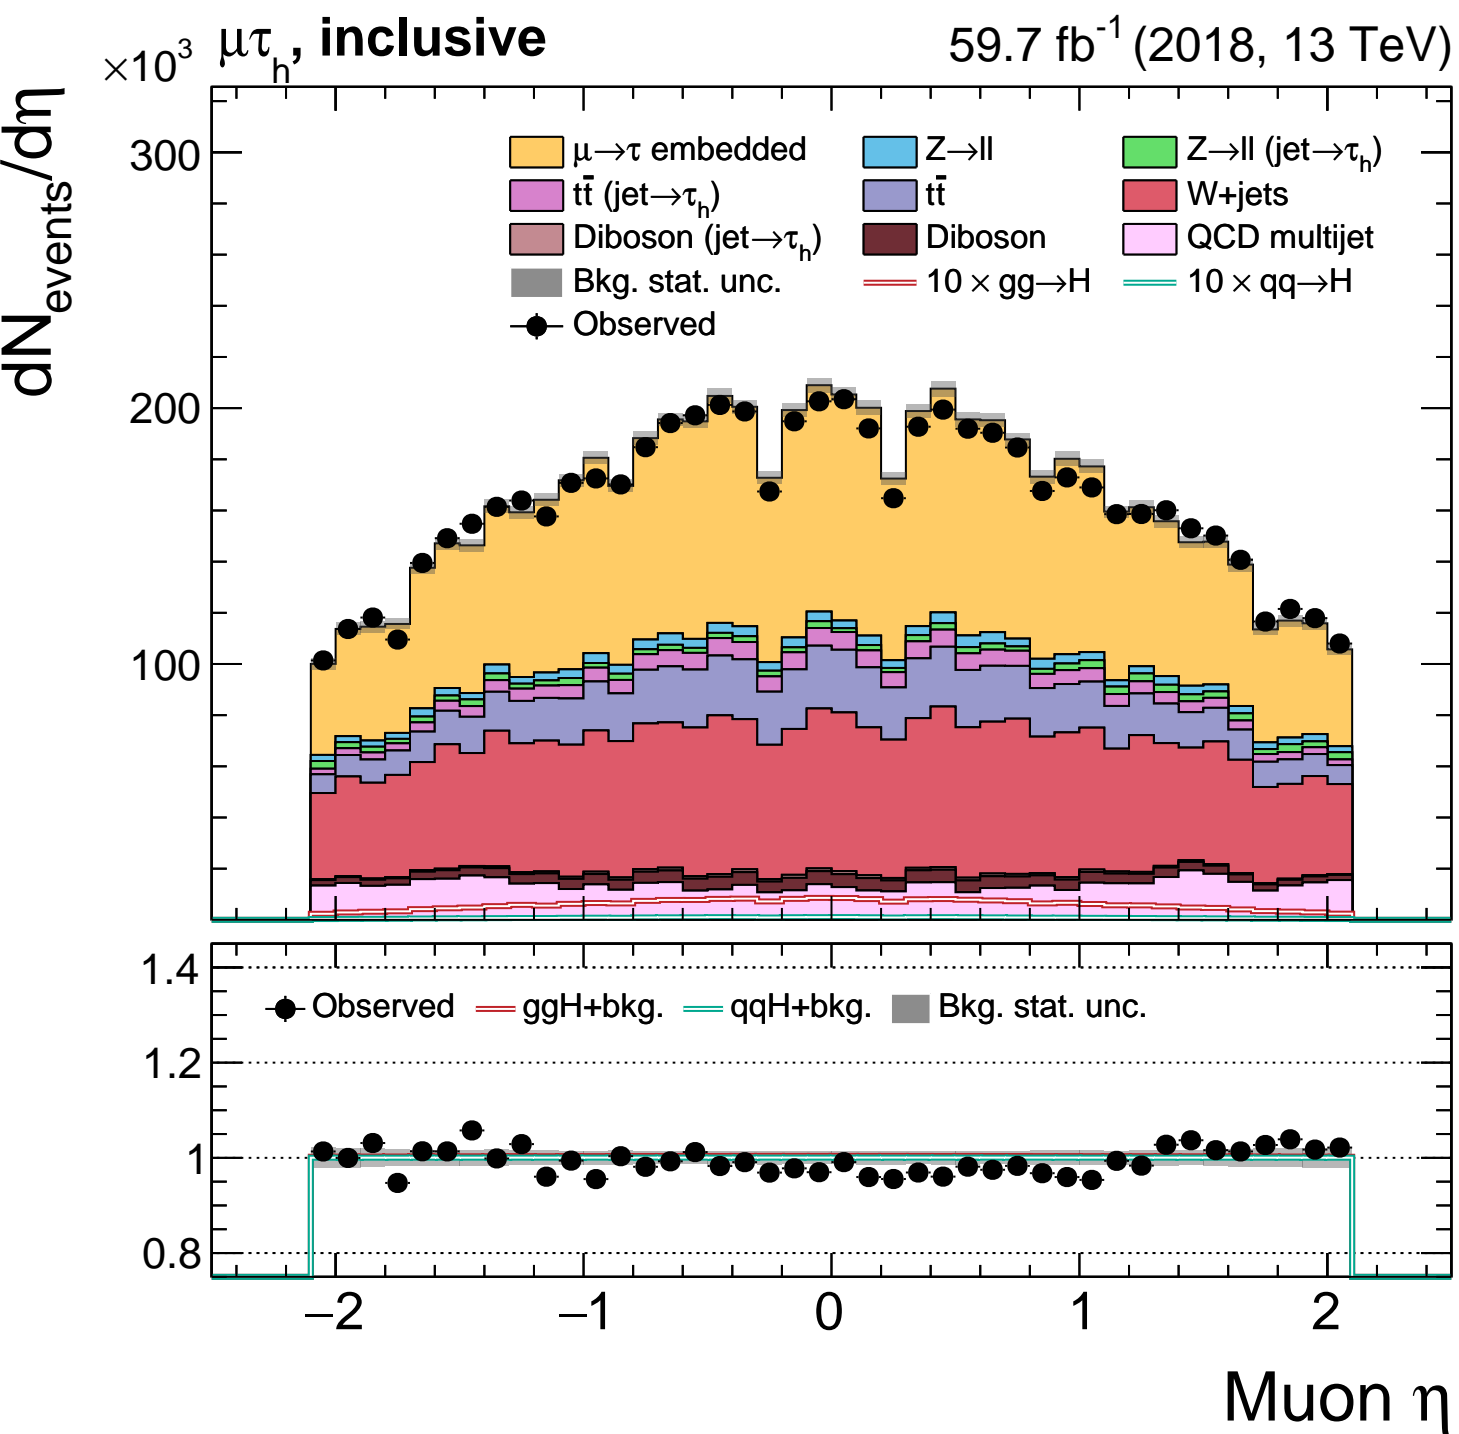 ×10³ μτₕ, inclusive 59.7 fb⁻¹ (2018, 13 TeV)
dN_events/dη
300
200
100
μ→τ embedded Z→ll Z→ll (jet→τₕ)
tt̄ (jet→τₕ) tt̄ W+jets
Diboson (jet→τₕ) Diboson QCD multijet
Bkg. stat. unc. 10 × gg→H 10 × qq→H
Observed
1.4
Observed ggH+bkg. qqH+bkg. Bkg. stat. unc.
1.2
1
0.8
−2 −1 0 1 2
Muon η